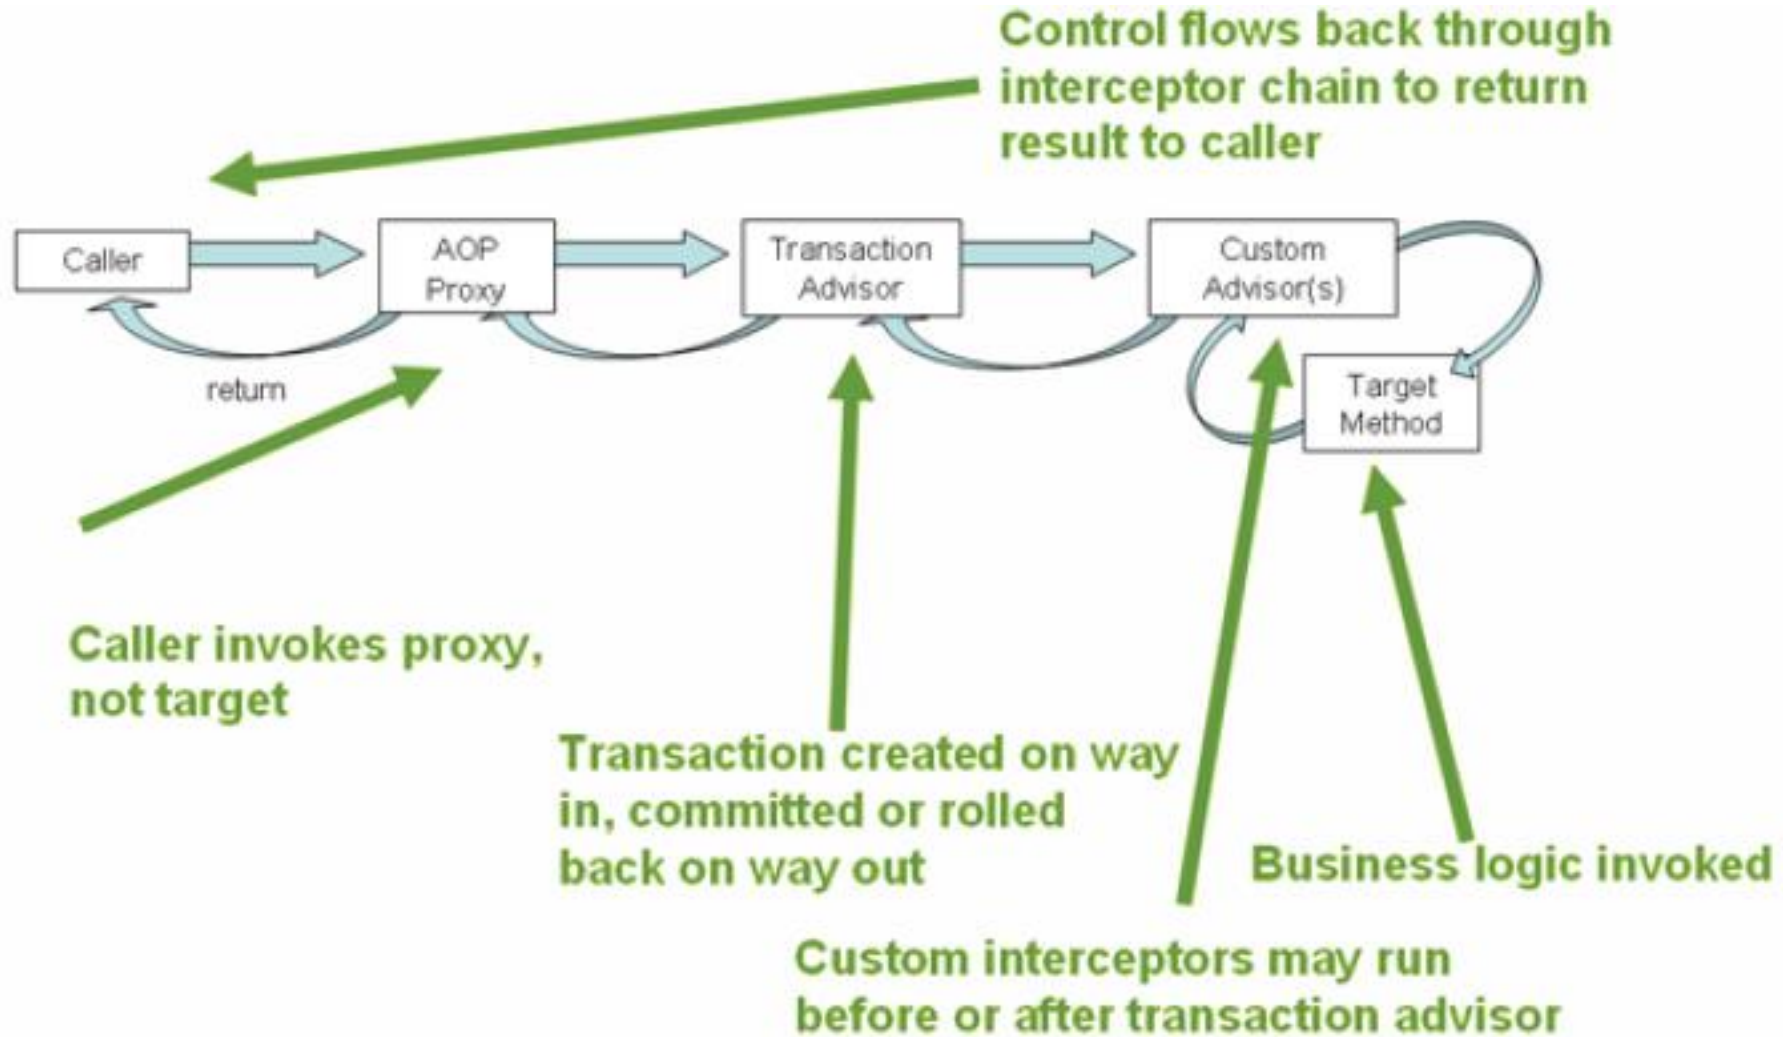 Control flows back through
interceptor chain to return
result to caller
Caller
AOP
Proxy
Transaction
Advisor
Custom
Advisor(s)
return
Target
Method
Caller invokes proxy,
not target
Transaction created on way
in, committed or rolled
back on way out
Business logic invoked
Custom interceptors may run
before or after transaction advisor